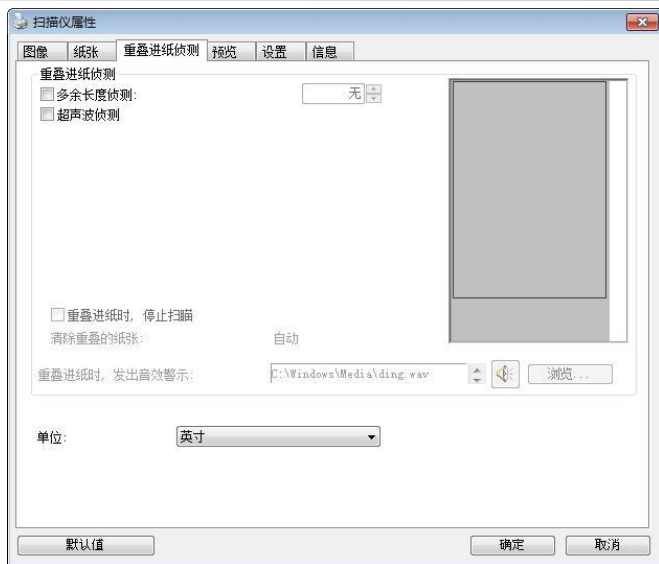 扫描仪属性
图像 纸张 重叠进纸侦测 预览 设置 信息
重叠进纸侦测
多余长度侦测: 无
超声波侦测
重叠进纸时, 停止扫瞄
清除重叠的纸张: 自动
重叠进纸时, 发出音效警示: C:\Windows\Media\ding.wav 浏览...
单位: 英寸
默认值 确定 取消